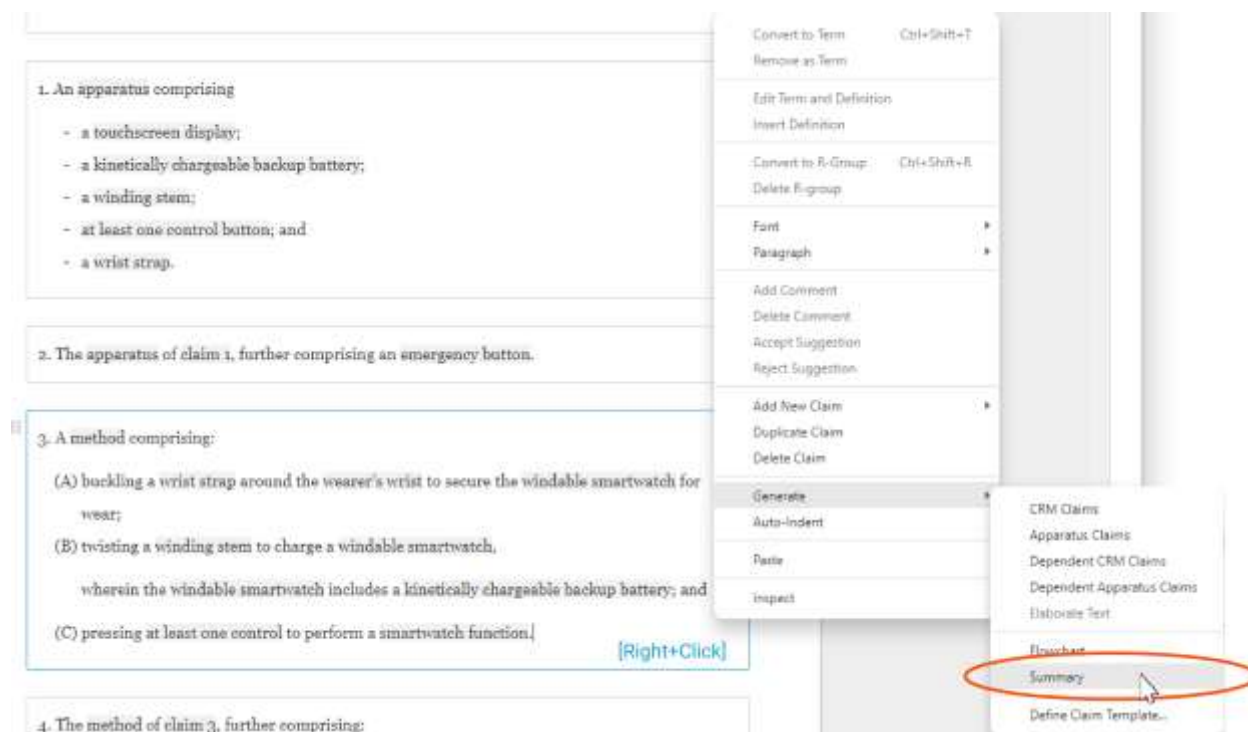 1. An apparatus comprising
- a touchscreen display;
- a kinetically chargeable backup battery;
- a winding stem;
- at least one control button; and
- a wrist strap.
2. The apparatus of claim 1, further comprising an emergency button.
3. A method comprising:
(A) buckling a wrist strap around the wearer's wrist to secure the windable smartwatch for
wear;
(B) twisting a winding stem to charge a windable smartwatch,
wherein the windable smartwatch includes a kinetically chargeable backup battery; and
(C) pressing at least one control to perform a smartwatch function.
[Right+Click]
4. The method of claim 3, further comprising:
Convert to Term Ctrl+Shift+T
Remove as Term
Edit Term and Definition
Insert Definition
Convert to R-Group Ctrl+Shift+R
Delete R-group
Font
Paragraph
Add Comment
Delete Comment
Accept Suggestion
Reject Suggestion
Add New Claim
Duplicate Claim
Delete Claim
Generate
Auto-Indent
Paste
Inspect
CRM Claims
Apparatus Claims
Dependent CRM Claims
Dependent Apparatus Claims
Elaborate Text
Flowchart
Summary
Define Claim Template...